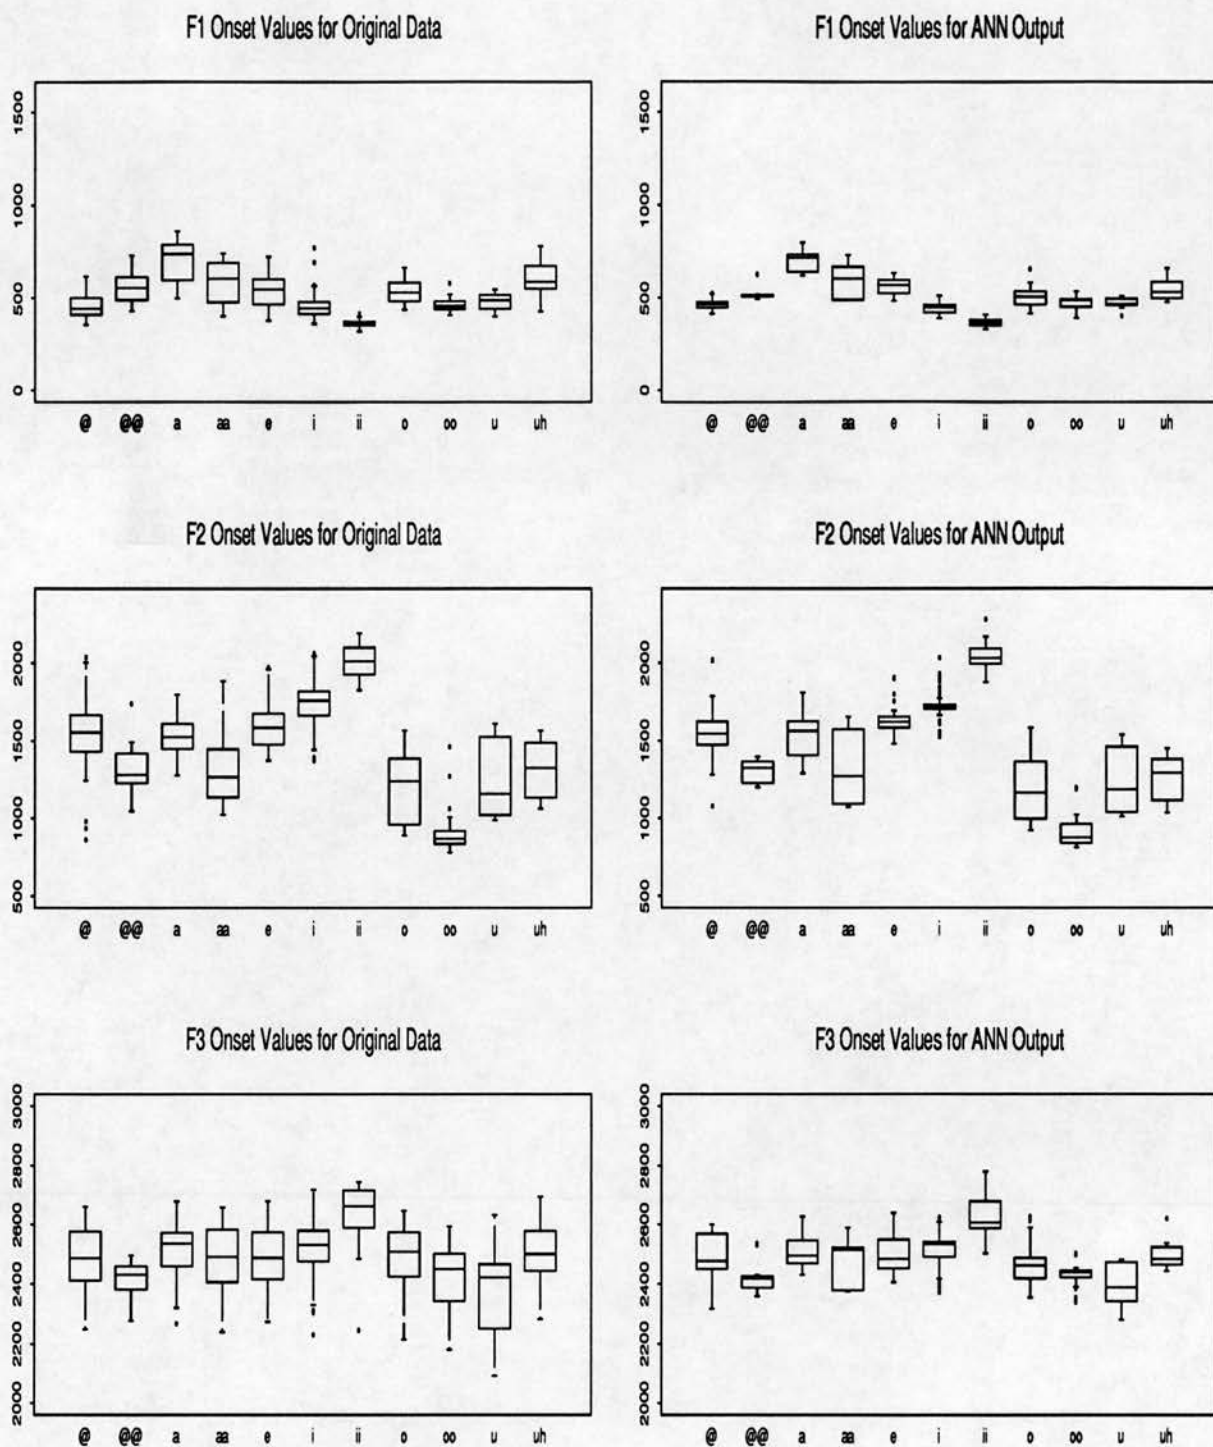 F1 Onset Values for Original Data
1500
1000
500
0
@ @@ a aa e i ii o oo u uh
F1 Onset Values for ANN Output
1500
1000
500
0
@ @@ a aa e i ii o oo u uh
F2 Onset Values for Original Data
2000
1500
1000
500
@ @@ a aa e i ii o oo u uh
F2 Onset Values for ANN Output
2000
1500
1000
500
@ @@ a aa e i ii o oo u uh
F3 Onset Values for Original Data
3000
2800
2600
2400
2200
2000
@ @@ a aa e i ii o oo u uh
F3 Onset Values for ANN Output
3000
2800
2600
2400
2200
2000
@ @@ a aa e i ii o oo u uh